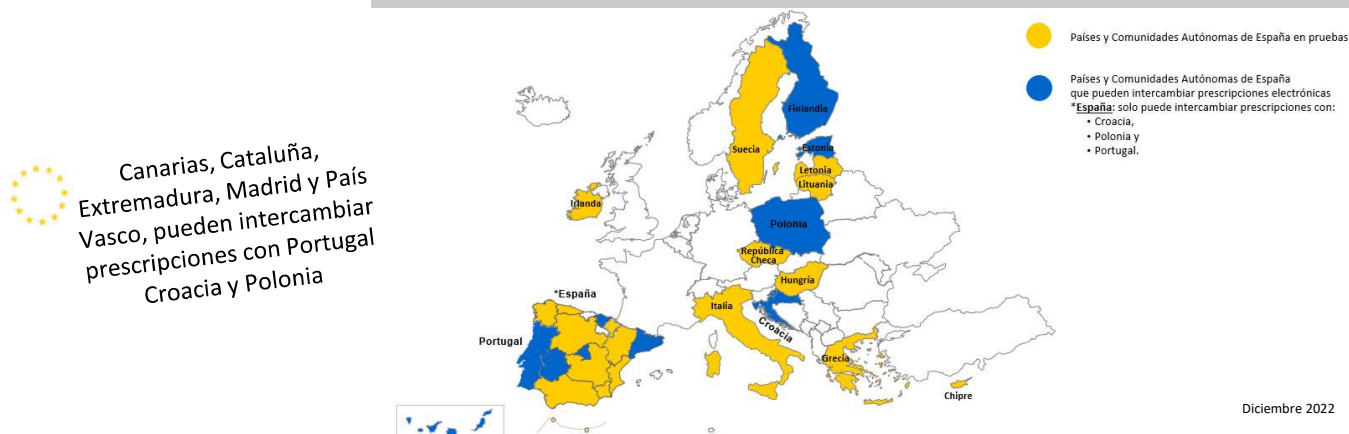 Canarias, Cataluña,
Extremadura, Madrid y País
Vasco, pueden intercambiar
prescripciones con Portugal
Croacia y Polonia
Países y Comunidades Autónomas de España en pruebas
Países y Comunidades Autónomas de España
que pueden intercambiar prescripciones electrónicas
*España: solo puede intercambiar prescripciones con:
• Croacia,
• Polonia y
• Portugal.
Finlandia
Suecia
Estonia
Letonia
Lituania
Irlanda
Polonia
República
Checa
Hungría
*España
Italia
Croacia
Portugal
Grecia
Chipre
Diciembre 2022